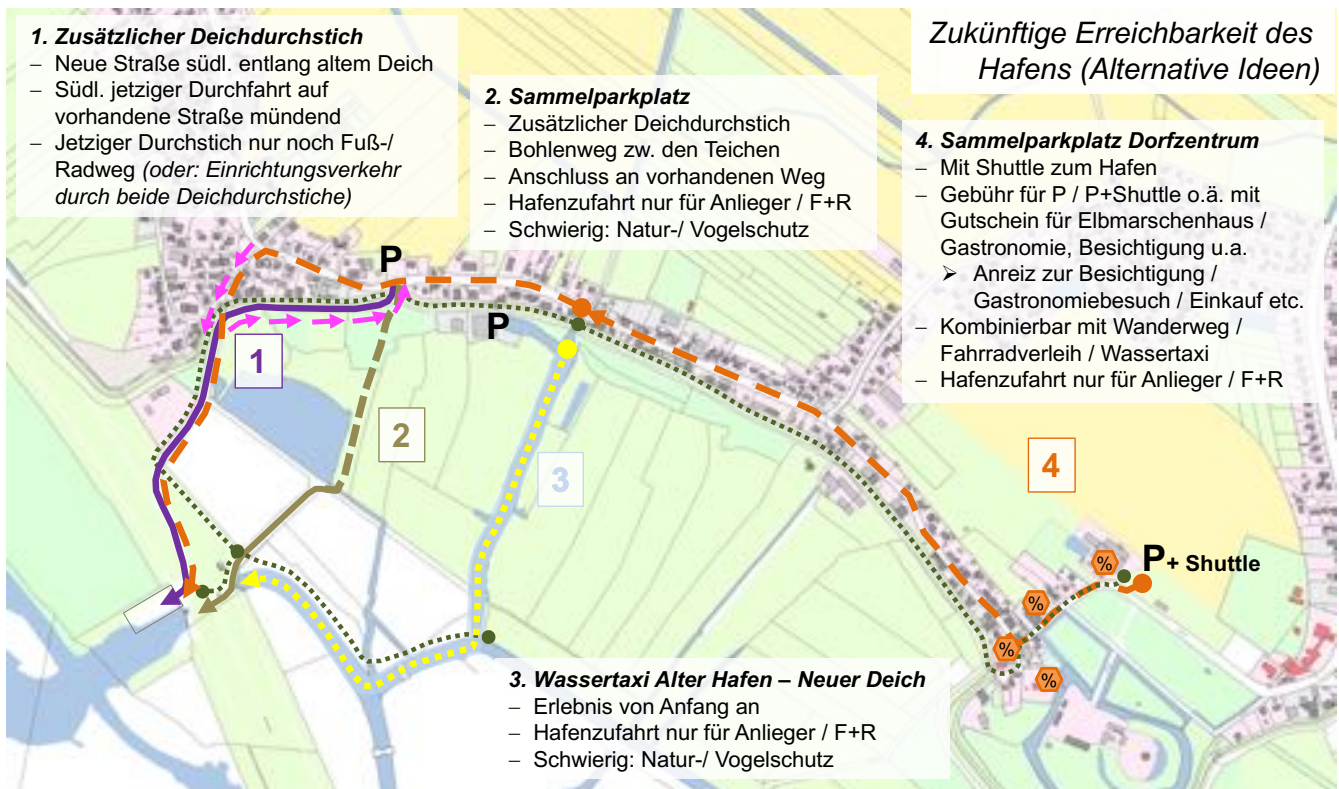 Zukünftige Erreichbarkeit des
Hafens (Alternative Ideen)
1. Zusätzlicher Deichdurchstich
– Neue Straße südl. entlang altem Deich
– Südl. jetziger Durchfahrt auf
vorhandene Straße mündend
– Jetziger Durchstich nur noch Fuß-/
Radweg (oder: Einrichtungsverkehr
durch beide Deichdurchstiche)
2. Sammelparkplatz
– Zusätzlicher Deichdurchstich
– Bohlenweg zw. den Teichen
– Anschluss an vorhandenen Weg
– Hafenzufahrt nur für Anlieger / F+R
– Schwierig: Natur-/ Vogelschutz
4. Sammelparkplatz Dorfzentrum
– Mit Shuttle zum Hafen
– Gebühr für P / P+Shuttle o.ä. mit
Gutschein für Elbmarschenhaus /
Gastronomie, Besichtigung u.a.
➢ Anreiz zur Besichtigung /
Gastronomiebesuch / Einkauf etc.
– Kombinierbar mit Wanderweg /
Fahrradverleih / Wassertaxi
– Hafenzufahrt nur für Anlieger / F+R
P
P
1
2
3
4
P+ Shuttle
%
%
%
%
3. Wassertaxi Alter Hafen – Neuer Deich
– Erlebnis von Anfang an
– Hafenzufahrt nur für Anlieger / F+R
– Schwierig: Natur-/ Vogelschutz